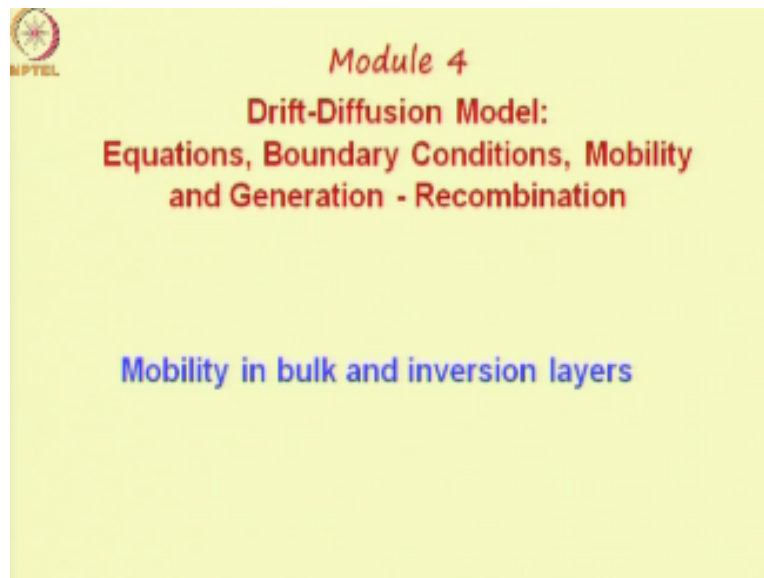 NPTEL
Module 4
Drift-Diffusion Model:
Equations, Boundary Conditions, Mobility
and Generation - Recombination
Mobility in bulk and inversion layers